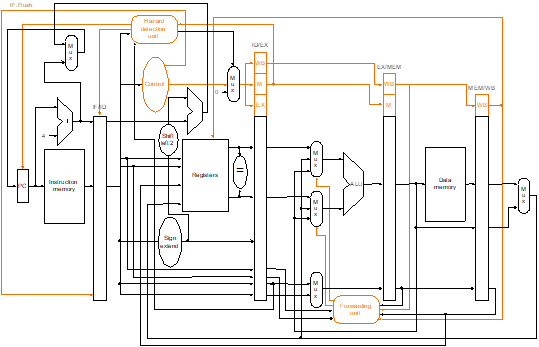 IF.Flush
Hazard
detection
unit
ID/EX
M
u
x
WB
EX/MEM
Control
M
u
x
M
WB
MEM/WB
0
EX
M
WB
IF/ID
4
Shift
left 2
PC
Instruction
memory
Registers
=
M
u
x
ALU
Data
memory
M
u
x
M
u
x
Sign
extend
M
u
x
Forwarding
unit